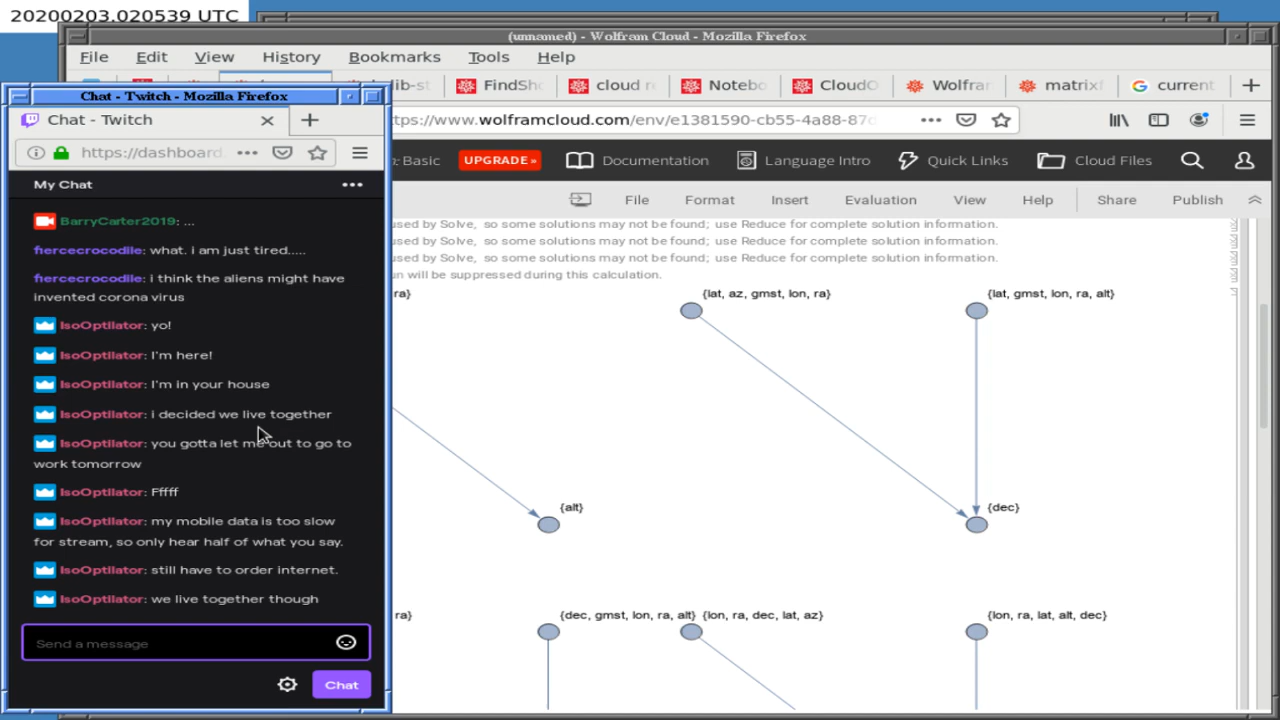 20200203.020539 UTC
(unnamed) - Wolfram Cloud - Mozilla Firefox
File Edit View History Bookmarks Tools Help
FindSh
cloud re
Notebo
CloudO
Wolfran
matrixf
current
Chat - Twitch - Mozilla Firefox
Chat - Twitch
tps://www.wolframcloud.com/env/e1381590-cb55-4a88-87c
https://dashboard.
Basic UPGRADE » Documentation Language Intro Quick Links Cloud Files
My Chat
File Format Insert Evaluation View Help Share Publish
BarryCarter2019: ...
fiercecrocodile: what. i am just tired.....
fiercecrocodile: i think the aliens might have
invented corona virus
IsoOptilator: yo!
IsoOptilator: I'm here!
IsoOptilator: I'm in your house
IsoOptilator: i decided we live together
IsoOptilator: you gotta let me out to go to
work tomorrow
IsoOptilator: Fffff
IsoOptilator: my mobile data is too slow
for stream, so only hear half of what you say.
IsoOptilator: still have to order internet.
IsoOptilator: we live together though
Send a message
Chat
used by Solve, so some solutions may not be found; use Reduce for complete solution information.
used by Solve, so some solutions may not be found; use Reduce for complete solution information.
used by Solve, so some solutions may not be found; use Reduce for complete solution information.
un will be suppressed during this calculation.
ra}
{lat, az, gmst, lon, ra}
{lat, gmst, lon, ra, alt}
{alt}
{dec}
ra}
{dec, gmst, lon, ra, alt}
{lon, ra, dec, lat, az}
{lon, ra, lat, alt, dec}